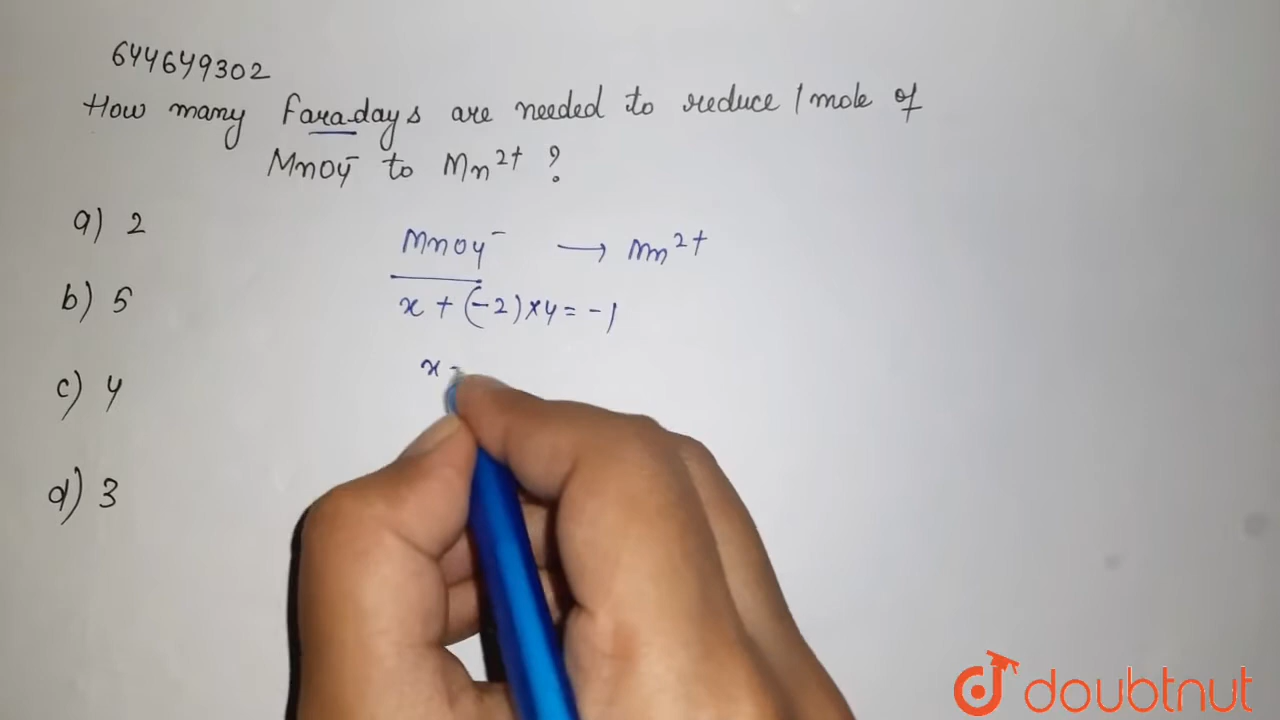 644649302
How many Faradays are needed to reduce 1 mole of
MnO4⁻ to Mn²⁺ ?
a) 2
b) 5
c) 4
d) 3
MnO4⁻ → Mn²⁺
x + (-2) × 4 = -1
x -
doubtnut